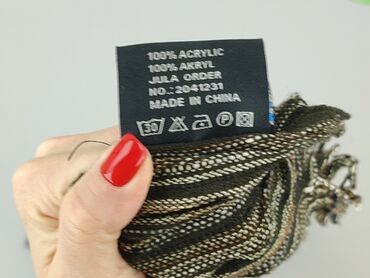 100% ACRYLIC
100% AKRYL
JULA ORDER
NO.:2041231
MADE IN CHINA
30